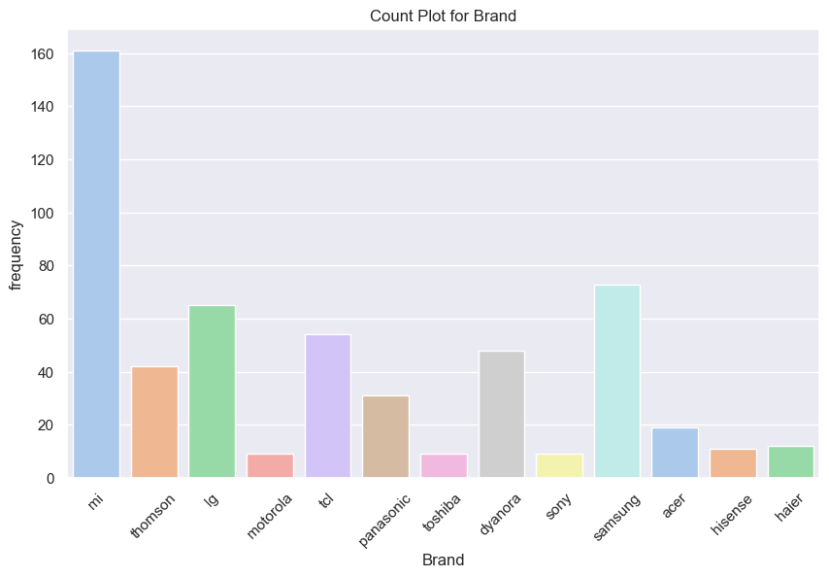 Count Plot for Brand
frequency
160
140
120
100
80
60
40
20
0
mi
thomson
lg
motorola
tcl
panasonic
toshiba
dyanora
sony
samsung
acer
hisense
haier
Brand